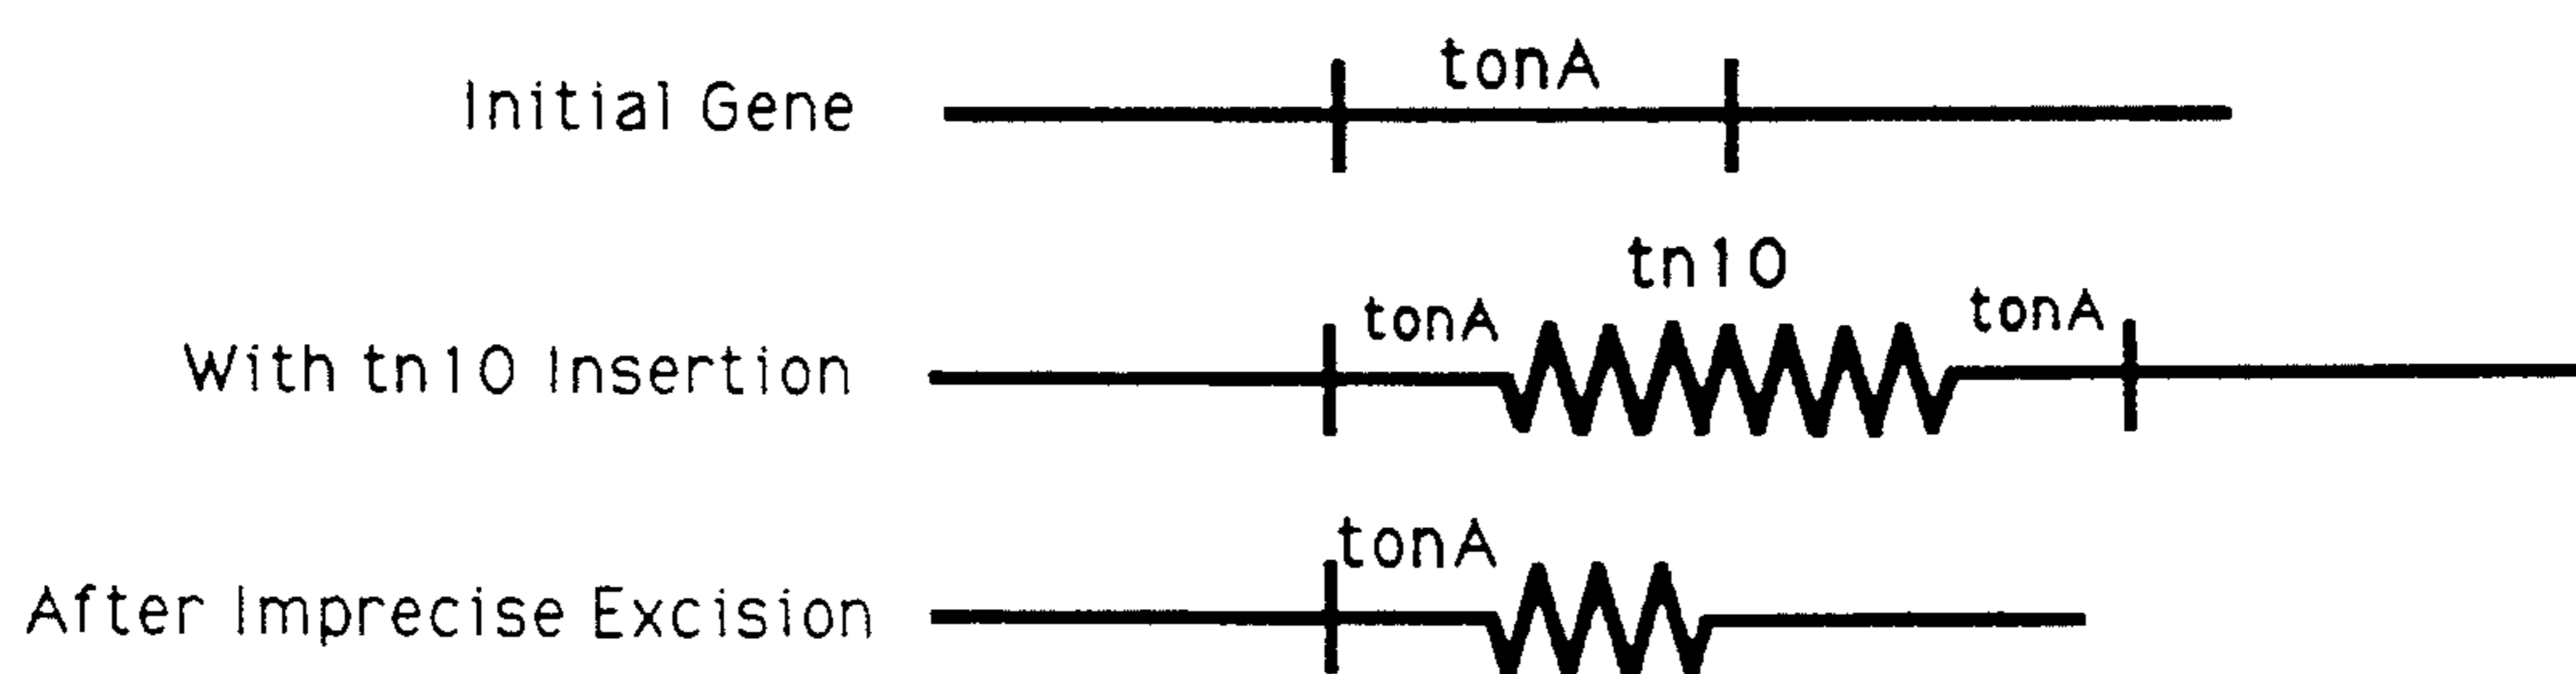 Initial Gene
tonA
tn10
With tn10 Insertion
tonA
tonA
After Imprecise Excision
tonA